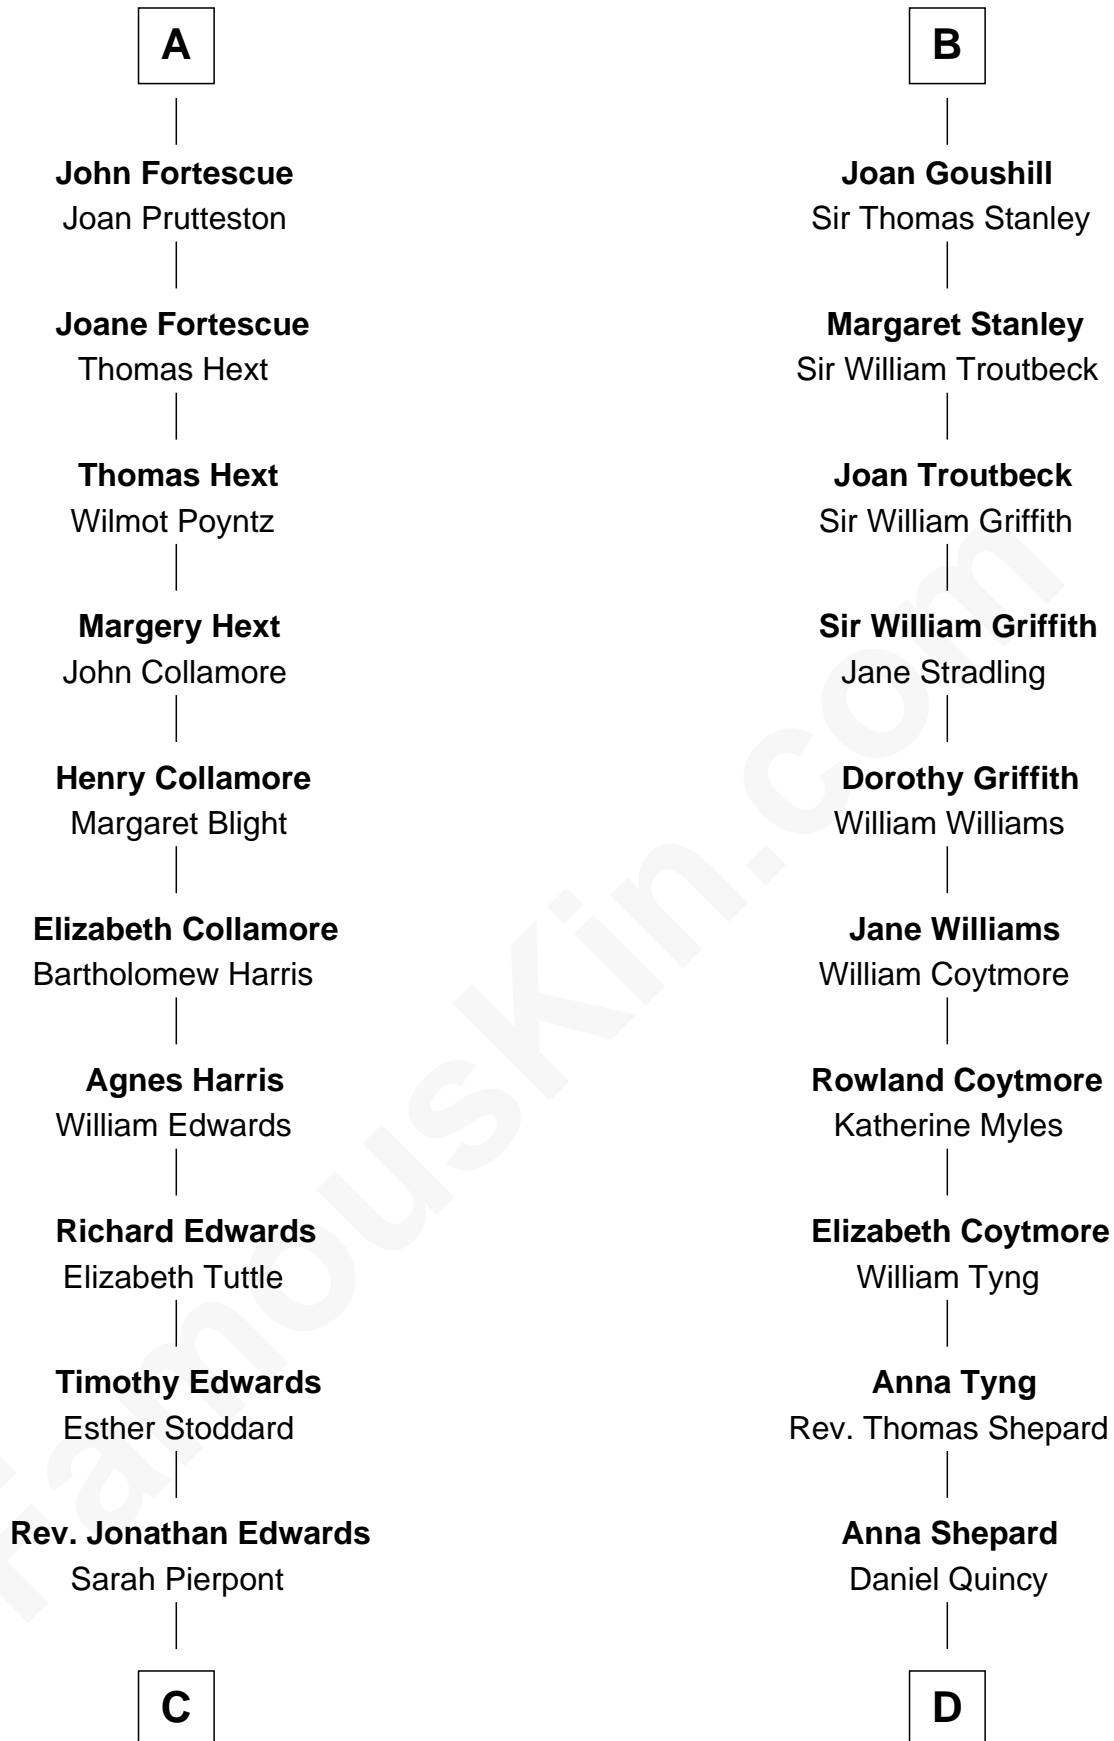 A
John Fortescue
Joan Prutteston
Joane Fortescue
Thomas Hext
Thomas Hext
Wilmot Poyntz
Margery Hext
John Collamore
Henry Collamore
Margaret Blight
Elizabeth Collamore
Bartholomew Harris
Agnes Harris
William Edwards
Richard Edwards
Elizabeth Tuttle
Timothy Edwards
Esther Stoddard
Rev. Jonathan Edwards
Sarah Pierpont
C
B
Joan Goushill
Sir Thomas Stanley
Margaret Stanley
Sir William Troutbeck
Joan Troutbeck
Sir William Griffith
Sir William Griffith
Jane Stradling
Dorothy Griffith
William Williams
Jane Williams
William Coytmore
Rowland Coytmore
Katherine Myles
Elizabeth Coytmore
William Tyng
Anna Tyng
Rev. Thomas Shepard
Anna Shepard
Daniel Quincy
D
FamousKin.com